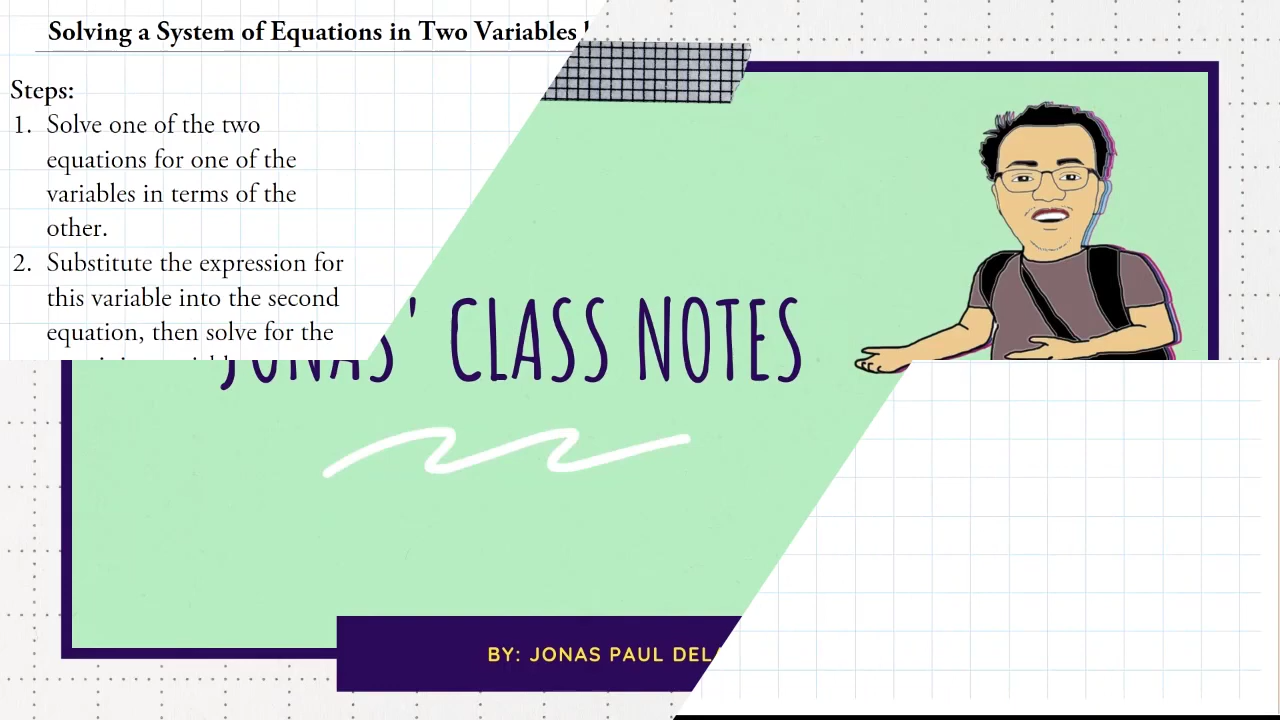 Solving a System of Equations in Two Variables
Steps:
1. Solve one of the two
equations for one of the
variables in terms of the
other.
2. Substitute the expression for
this variable into the second
equation, then solve for the
JONAS' CLASS NOTES
BY: JONAS PAUL